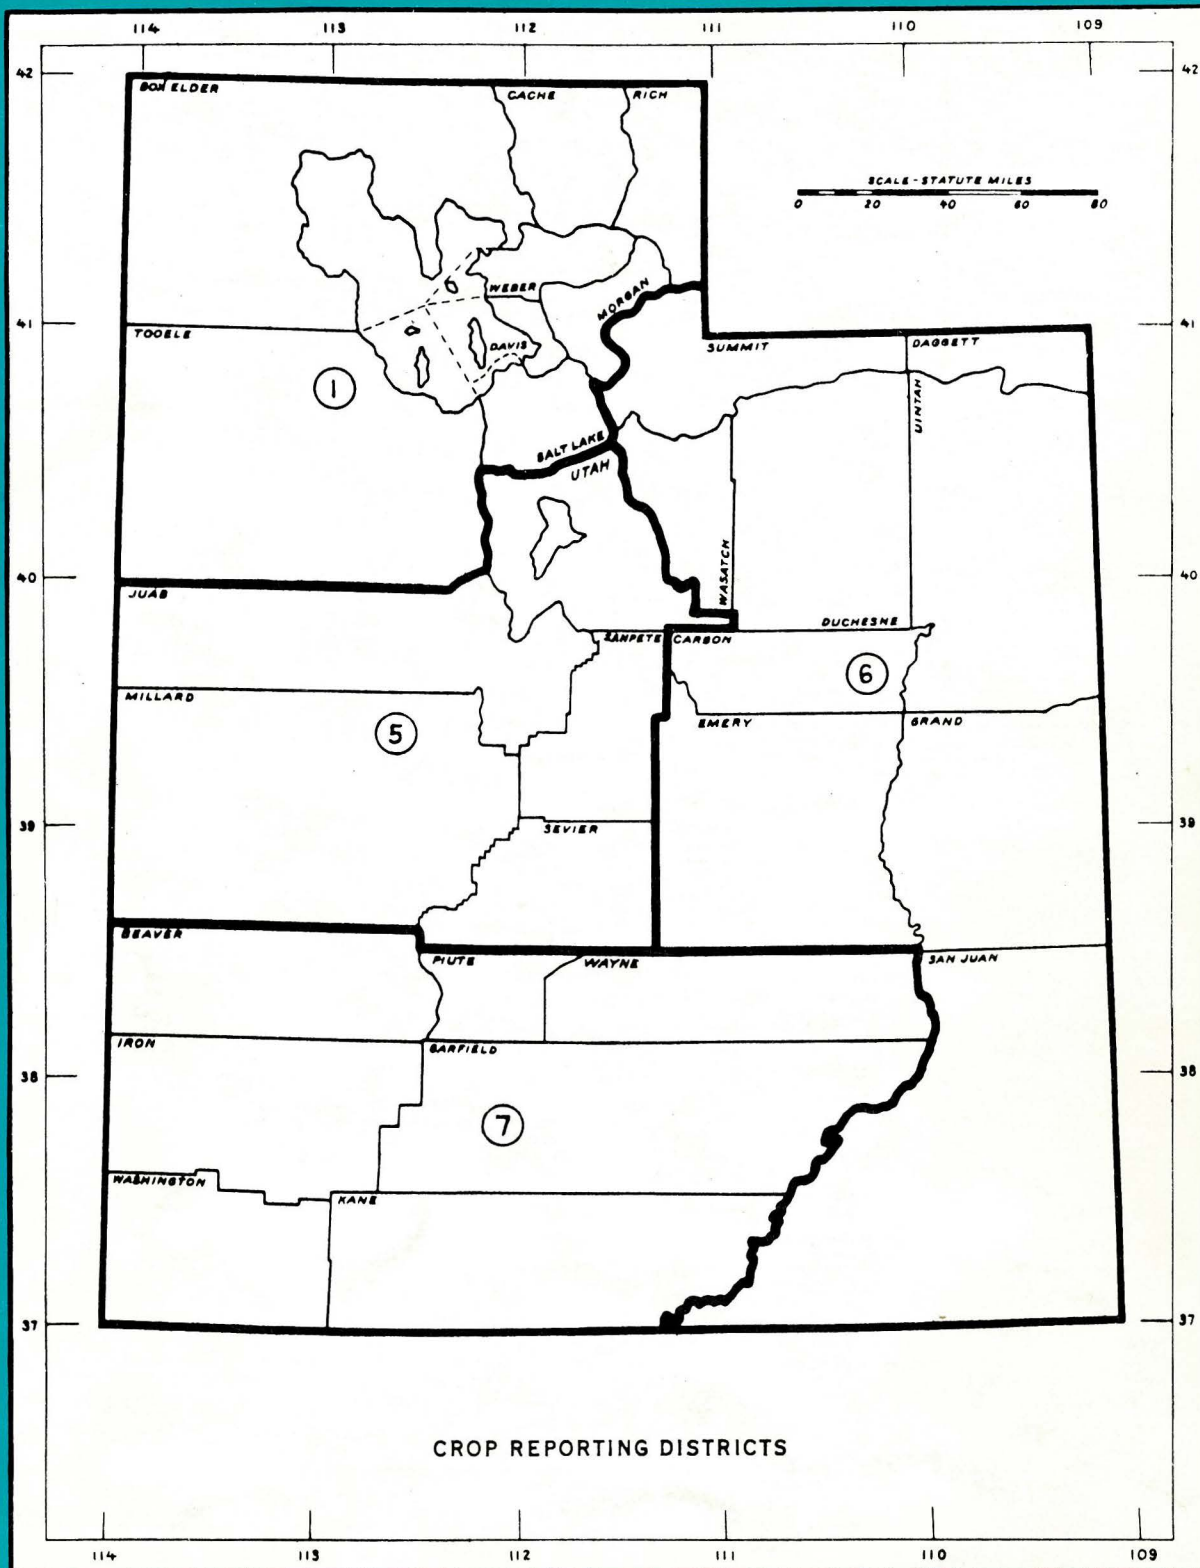 114 113 112 111 110 109
42 42
BOX ELDER CACHE RICH
SCALE - STATUTE MILES
0 20 40 60 80
WEBER
MORGAN
41 41
TOOELE SUMMIT DAGGETT
DAVIS
1
UINTAH
SALT LAKE
UTAH
WASATCH
40 40
JUAB
DUCHESNE
SANPETE CARBON
6
MILLARD
EMERY GRAND
5
39 39
SEVIER
BEAVER
PIUTE WAYNE SAN JUAN
IRON GARFIELD
38 38
7
WASHINGTON
KANE
37 37
CROP REPORTING DISTRICTS
114 113 112 111 110 109